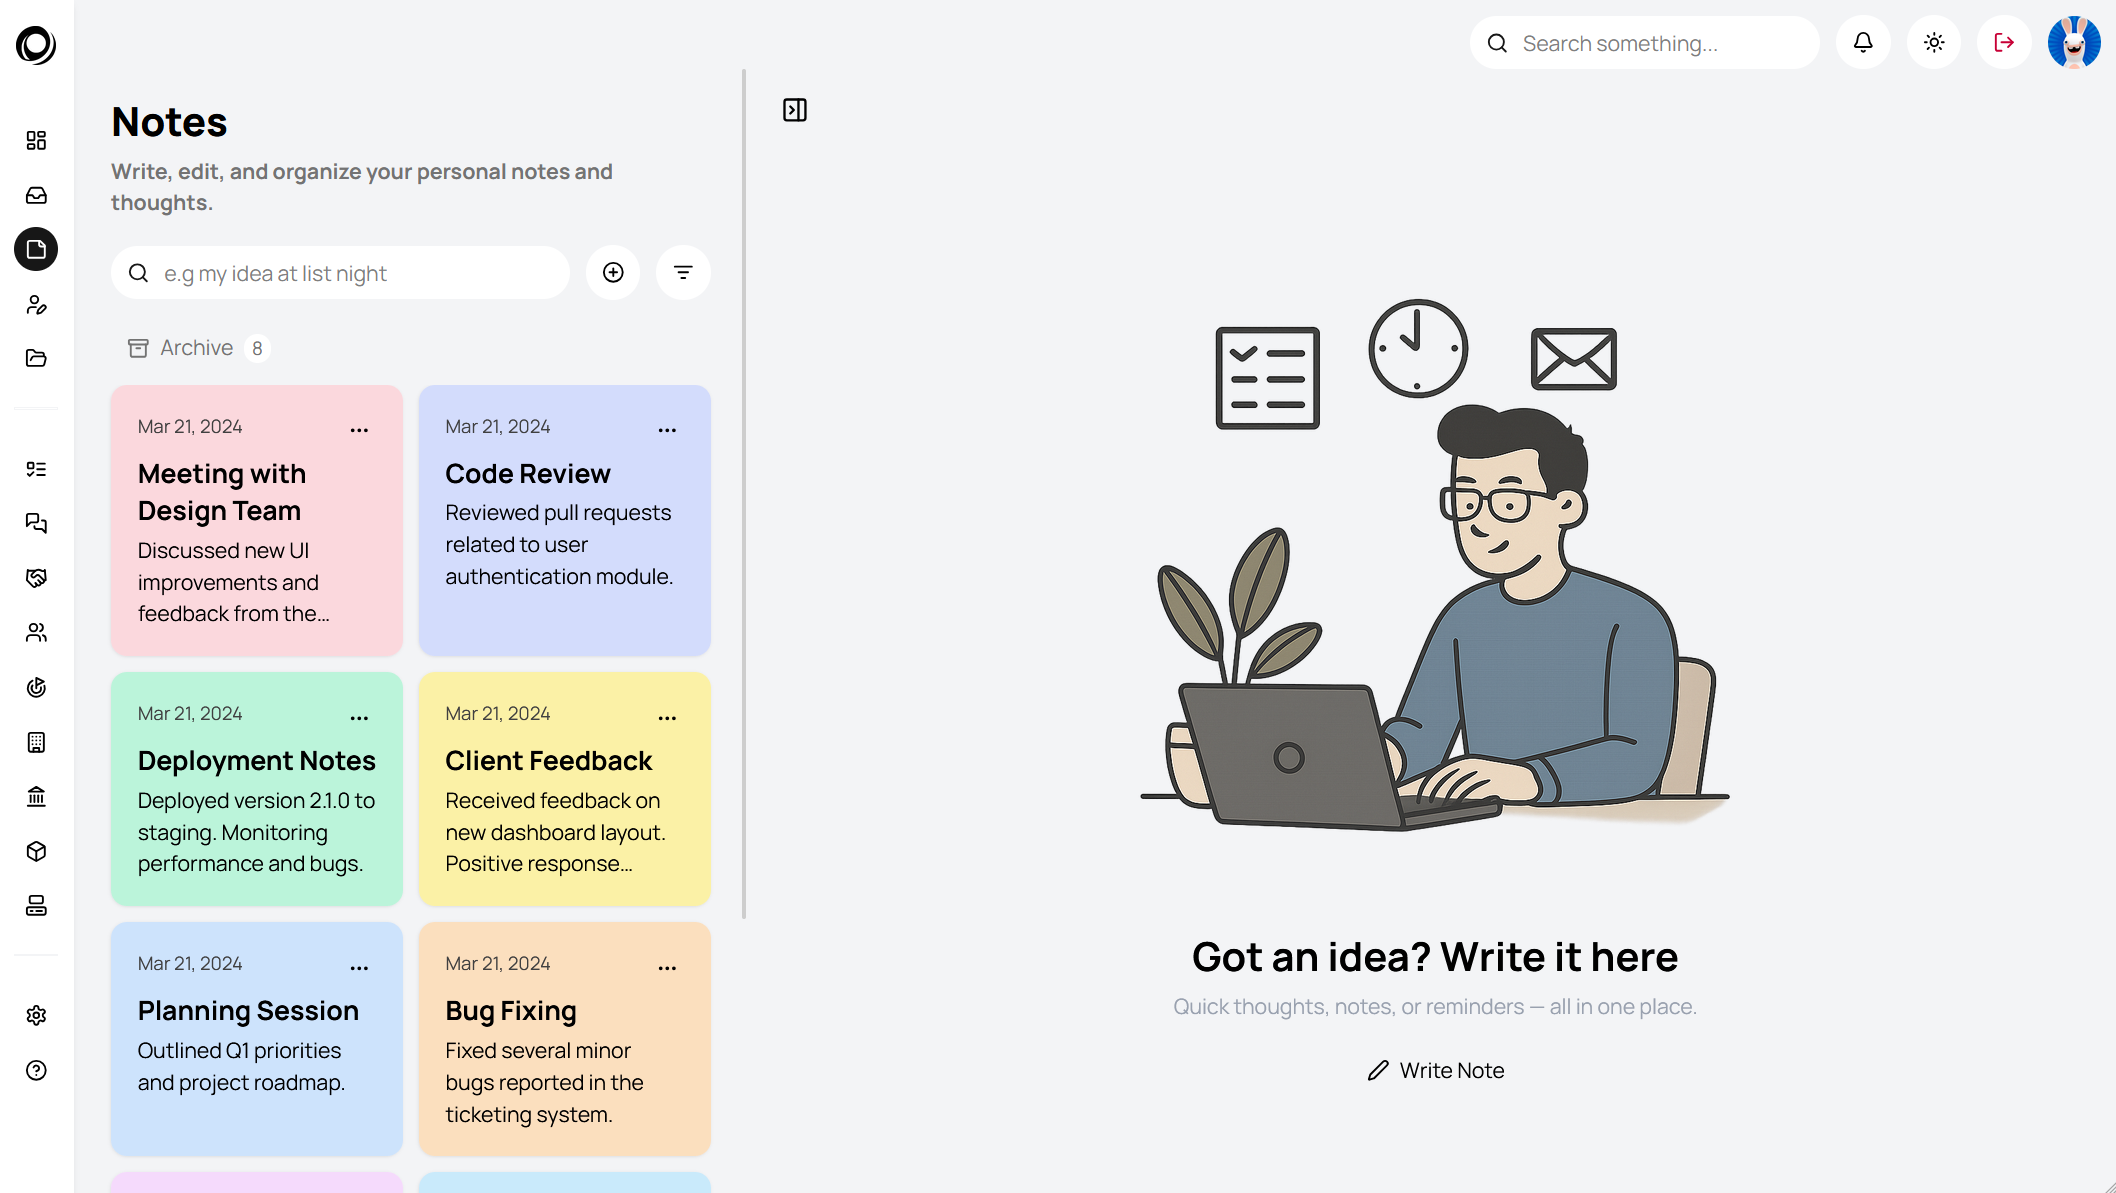 Search something...
Notes
Write, edit, and organize your personal notes and
thoughts.
e.g my idea at list night
Archive 8
Mar 21, 2024
Meeting with
Design Team
Discussed new UI
improvements and
feedback from the...
Mar 21, 2024
Code Review
Reviewed pull requests
related to user
authentication module.
Mar 21, 2024
Deployment Notes
Deployed version 2.1.0 to
staging. Monitoring
performance and bugs.
Mar 21, 2024
Client Feedback
Received feedback on
new dashboard layout.
Positive response...
Mar 21, 2024
Planning Session
Outlined Q1 priorities
and project roadmap.
Mar 21, 2024
Bug Fixing
Fixed several minor
bugs reported in the
ticketing system.
Got an idea? Write it here
Quick thoughts, notes, or reminders — all in one place.
Write Note